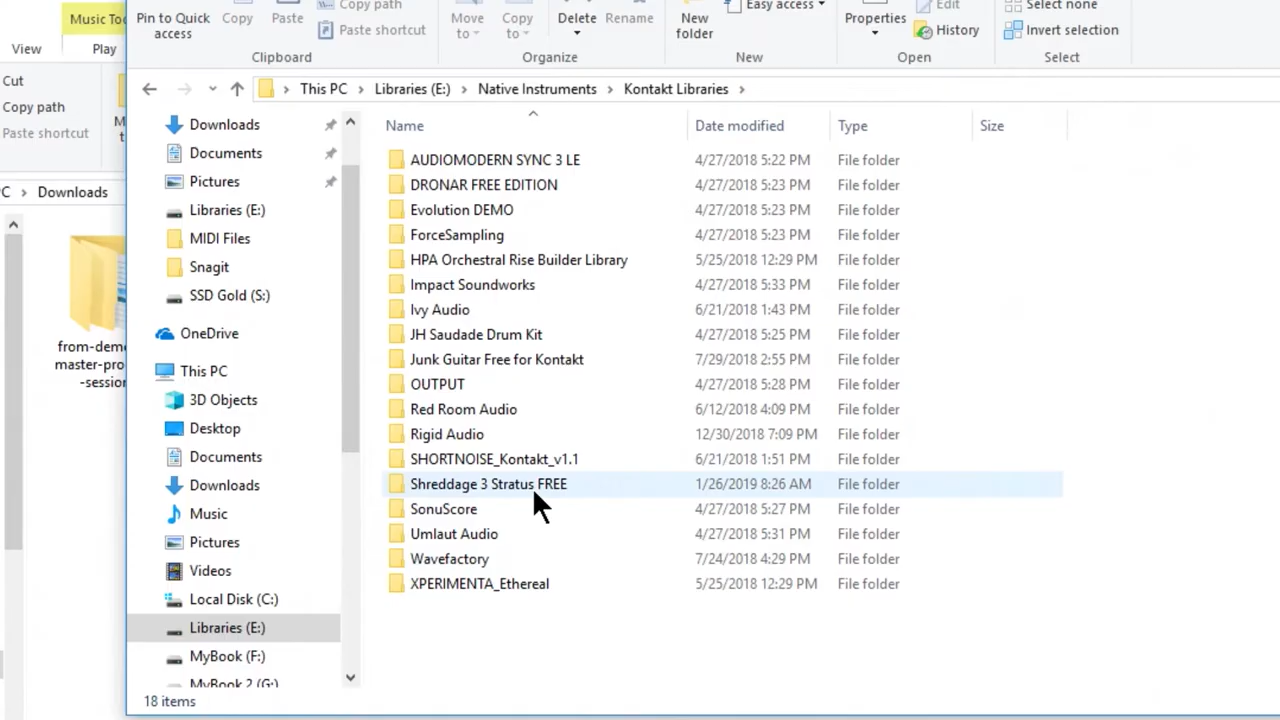 Music Too
View
Play
Cut
Copy path
Paste shortcut
Downloads
from-demo
master-pro
-session
Pin to Quick
access
Copy
Paste
Copy path
Paste shortcut
Clipboard
Move
to
Copy
to
Delete
Rename
Organize
New
folder
Easy access
New
Properties
Edit
History
Open
Select none
Invert selection
Select
This PC > Libraries (E:) > Native Instruments > Kontakt Libraries >
Downloads
Documents
Pictures
Libraries (E:)
MIDI Files
Snagit
SSD Gold (S:)
OneDrive
This PC
3D Objects
Desktop
Documents
Downloads
Music
Pictures
Videos
Local Disk (C:)
Libraries (E:)
MyBook (F:)
MyBook 2 (G:)
Name Date modified Type Size
AUDIOMODERN SYNC 3 LE 4/27/2018 5:22 PM File folder
DRONAR FREE EDITION 4/27/2018 5:23 PM File folder
Evolution DEMO 4/27/2018 5:23 PM File folder
ForceSampling 4/27/2018 5:23 PM File folder
HPA Orchestral Rise Builder Library 5/25/2018 12:29 PM File folder
Impact Soundworks 4/27/2018 5:33 PM File folder
Ivy Audio 6/21/2018 1:43 PM File folder
JH Saudade Drum Kit 4/27/2018 5:25 PM File folder
Junk Guitar Free for Kontakt 7/29/2018 2:55 PM File folder
OUTPUT 4/27/2018 5:28 PM File folder
Red Room Audio 6/12/2018 4:09 PM File folder
Rigid Audio 12/30/2018 7:09 PM File folder
SHORTNOISE_Kontakt_v1.1 6/21/2018 1:51 PM File folder
Shreddage 3 Stratus FREE 1/26/2019 8:26 AM File folder
SonuScore 4/27/2018 5:27 PM File folder
Umlaut Audio 4/27/2018 5:31 PM File folder
Wavefactory 7/24/2018 4:29 PM File folder
XPERIMENTA_Ethereal 5/25/2018 12:29 PM File folder
18 items